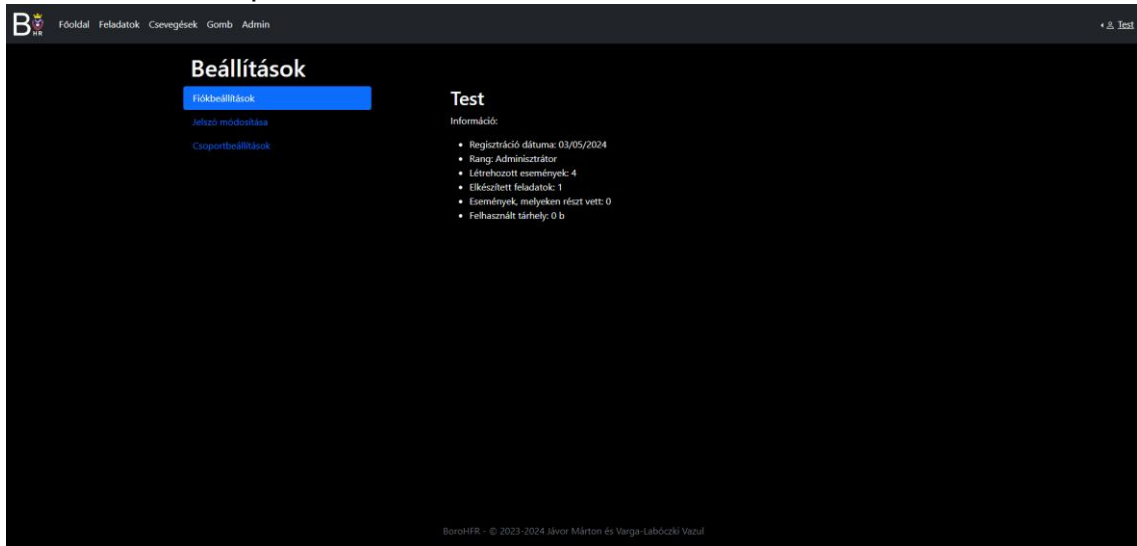 B HR Főoldal Feladatok Csevegések Gomb Admin Test
Beállítások
Fiókbeállítások
Jelszó módosítása
Csoportbeállítások
Test
Információ:
Regisztráció dátuma: 03/05/2024
Rang: Adminisztrátor
Létrehozott események: 4
Elkészített feladatok: 1
Események, melyeken részt vett: 0
Felhasznált tárhely: 0 b
BoroHFR - © 2023-2024 Jávor Márton és Varga-Labóczki Vazul